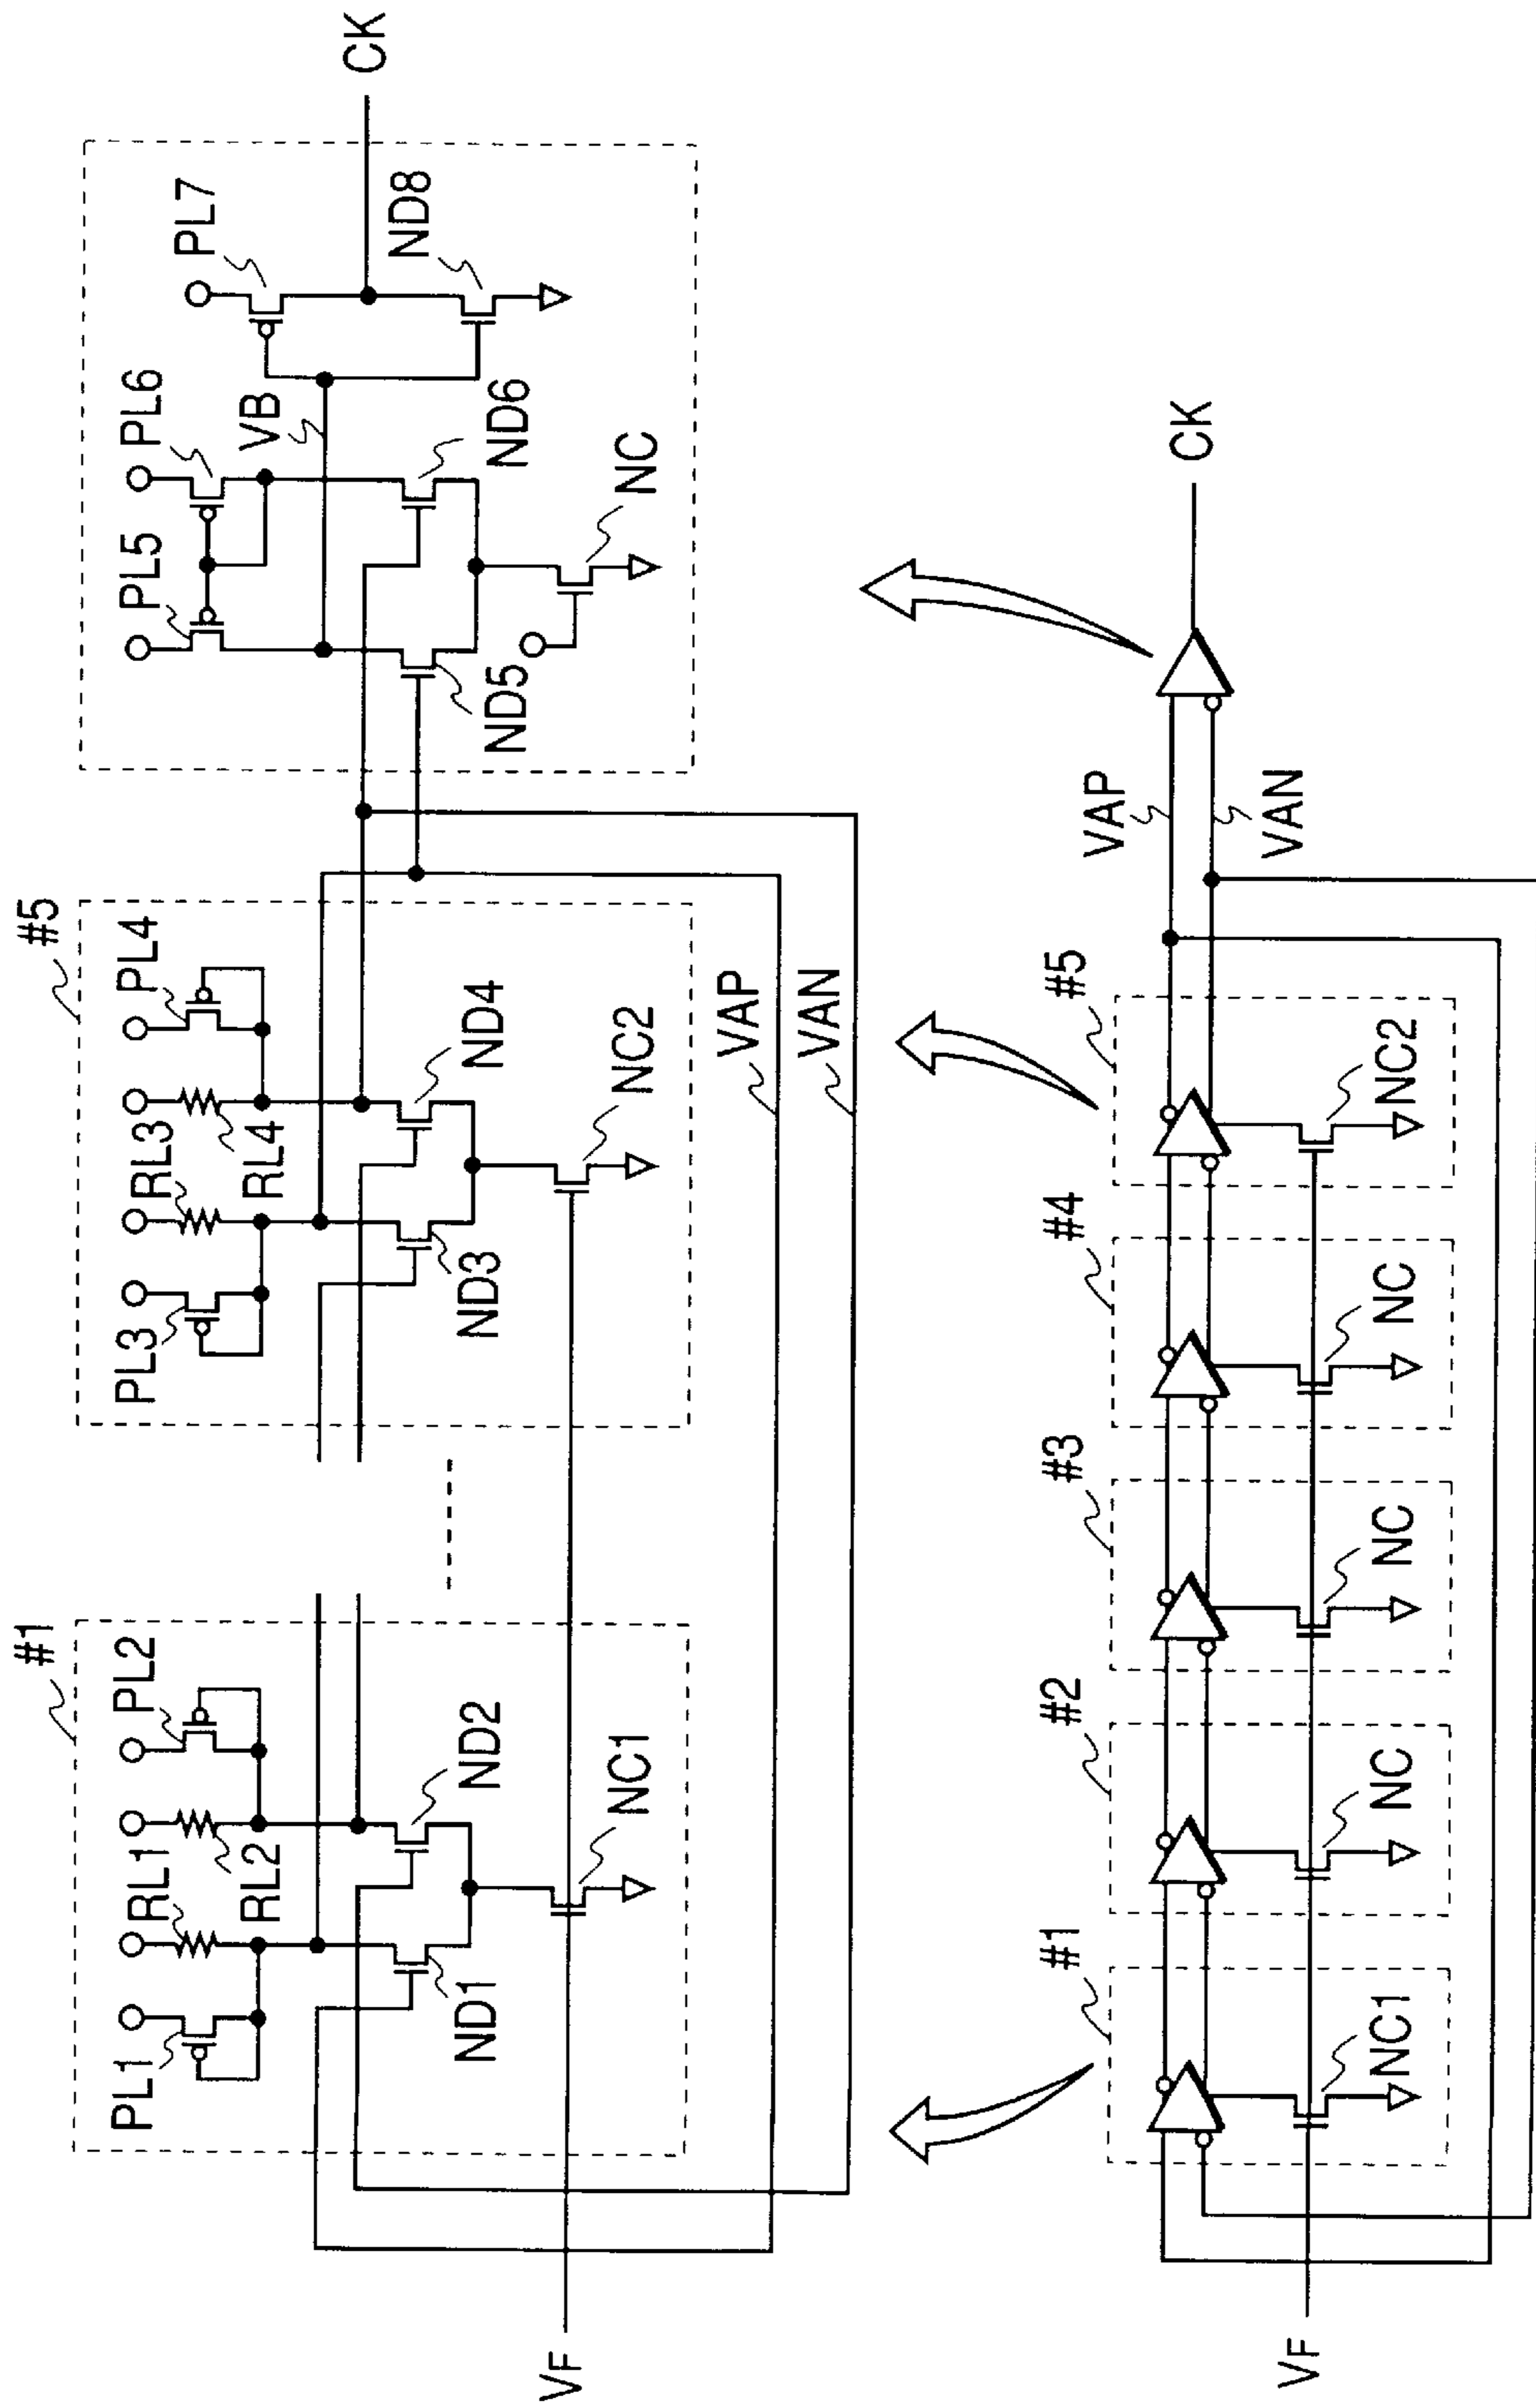 #1
PL1
RL1
RL2
PL2
ND1
ND2
NC1
#5
PL3
RL3
RL4
PL4
ND3
ND4
NC2
VAP
VAN
VF
PL5
PL6
VB
PL7
ND8
ND5
ND6
NC
CK
#1
#2
#3
#4
#5
NC1
NC
NC
NC
NC2
VAP
VAN
VF
CK